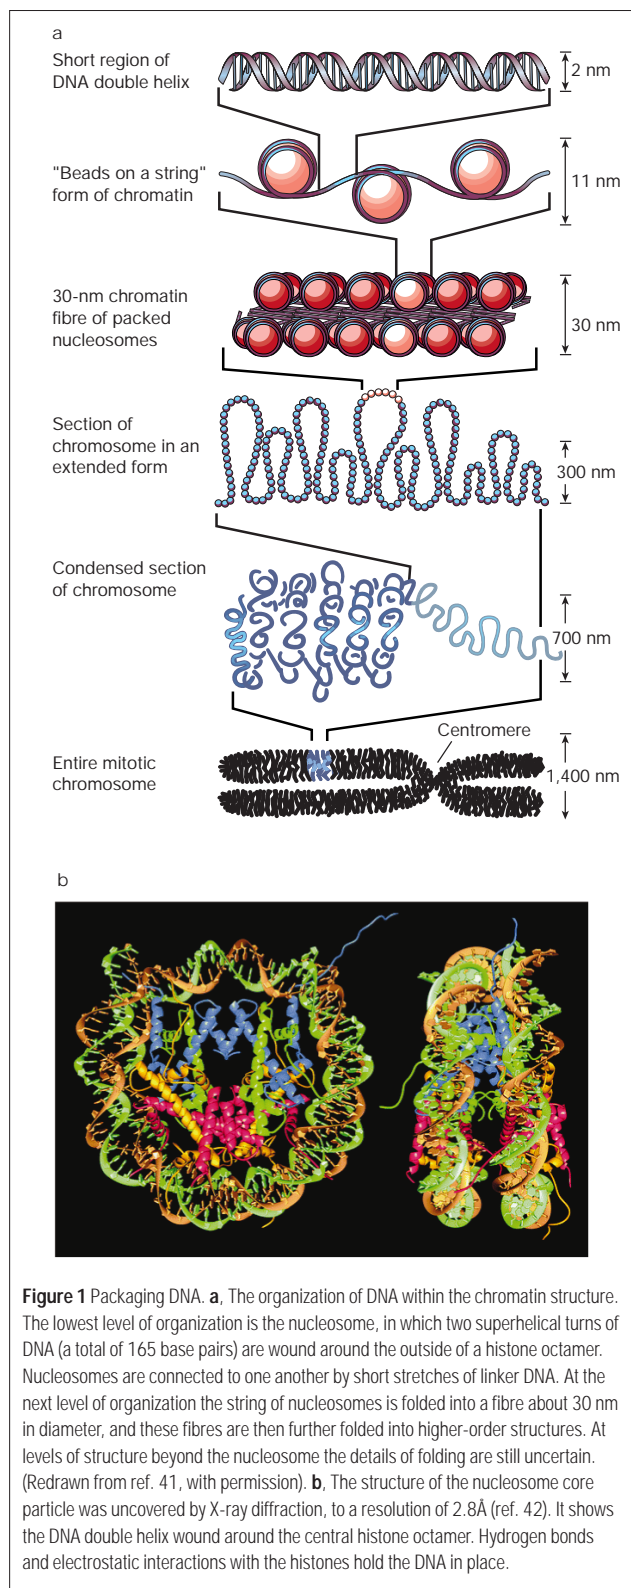 a
Short region of
DNA double helix
2 nm
"Beads on a string"
form of chromatin
11 nm
30-nm chromatin
fibre of packed
nucleosomes
30 nm
Section of
chromosome in an
extended form
300 nm
Condensed section
of chromosome
700 nm
Centromere
Entire mitotic
chromosome
1,400 nm
b
Figure 1 Packaging DNA. a, The organization of DNA within the chromatin structure.
The lowest level of organization is the nucleosome, in which two superhelical turns of
DNA (a total of 165 base pairs) are wound around the outside of a histone octamer.
Nucleosomes are connected to one another by short stretches of linker DNA. At the
next level of organization the string of nucleosomes is folded into a fibre about 30 nm
in diameter, and these fibres are then further folded into higher-order structures. At
levels of structure beyond the nucleosome the details of folding are still uncertain.
(Redrawn from ref. 41, with permission). b, The structure of the nucleosome core
particle was uncovered by X-ray diffraction, to a resolution of 2.8Å (ref. 42). It shows
the DNA double helix wound around the central histone octamer. Hydrogen bonds
and electrostatic interactions with the histones hold the DNA in place.